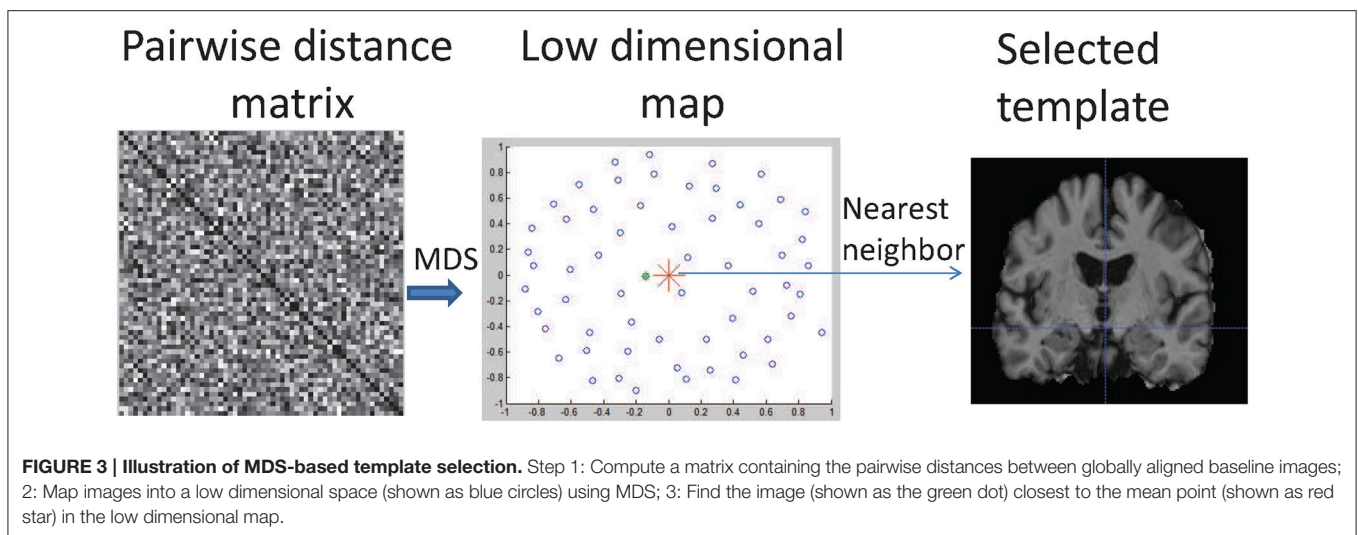 Pairwise distance
matrix
Low dimensional
map
Selected
template
MDS
Nearest
neighbor
1
0.8
0.6
0.4
0.2
0
-0.2
-0.4
-0.6
-0.8
-1
-1 -0.8 -0.6 -0.4 -0.2 0 0.2 0.4 0.6 0.8 1
FIGURE 3 | Illustration of MDS-based template selection. Step 1: Compute a matrix containing the pairwise distances between globally aligned baseline images;
2: Map images into a low dimensional space (shown as blue circles) using MDS; 3: Find the image (shown as the green dot) closest to the mean point (shown as red
star) in the low dimensional map.